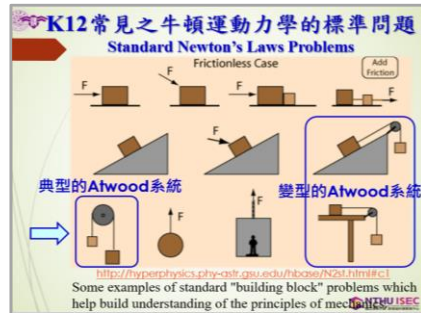 K12常見之牛頓運動力學的標準問題
Standard Newton's Laws Problems
Frictionless Case
Add
Friction
F
F
F
F
F
典型的Atwood系統
變型的Atwood系統
F
F
http://hyperphysics.phy-astr.gsu.edu/hbase/N2st.html#c1
Some examples of standard "building block" problems which
help build understanding of the principles of mechanics.
NTHU ISEC